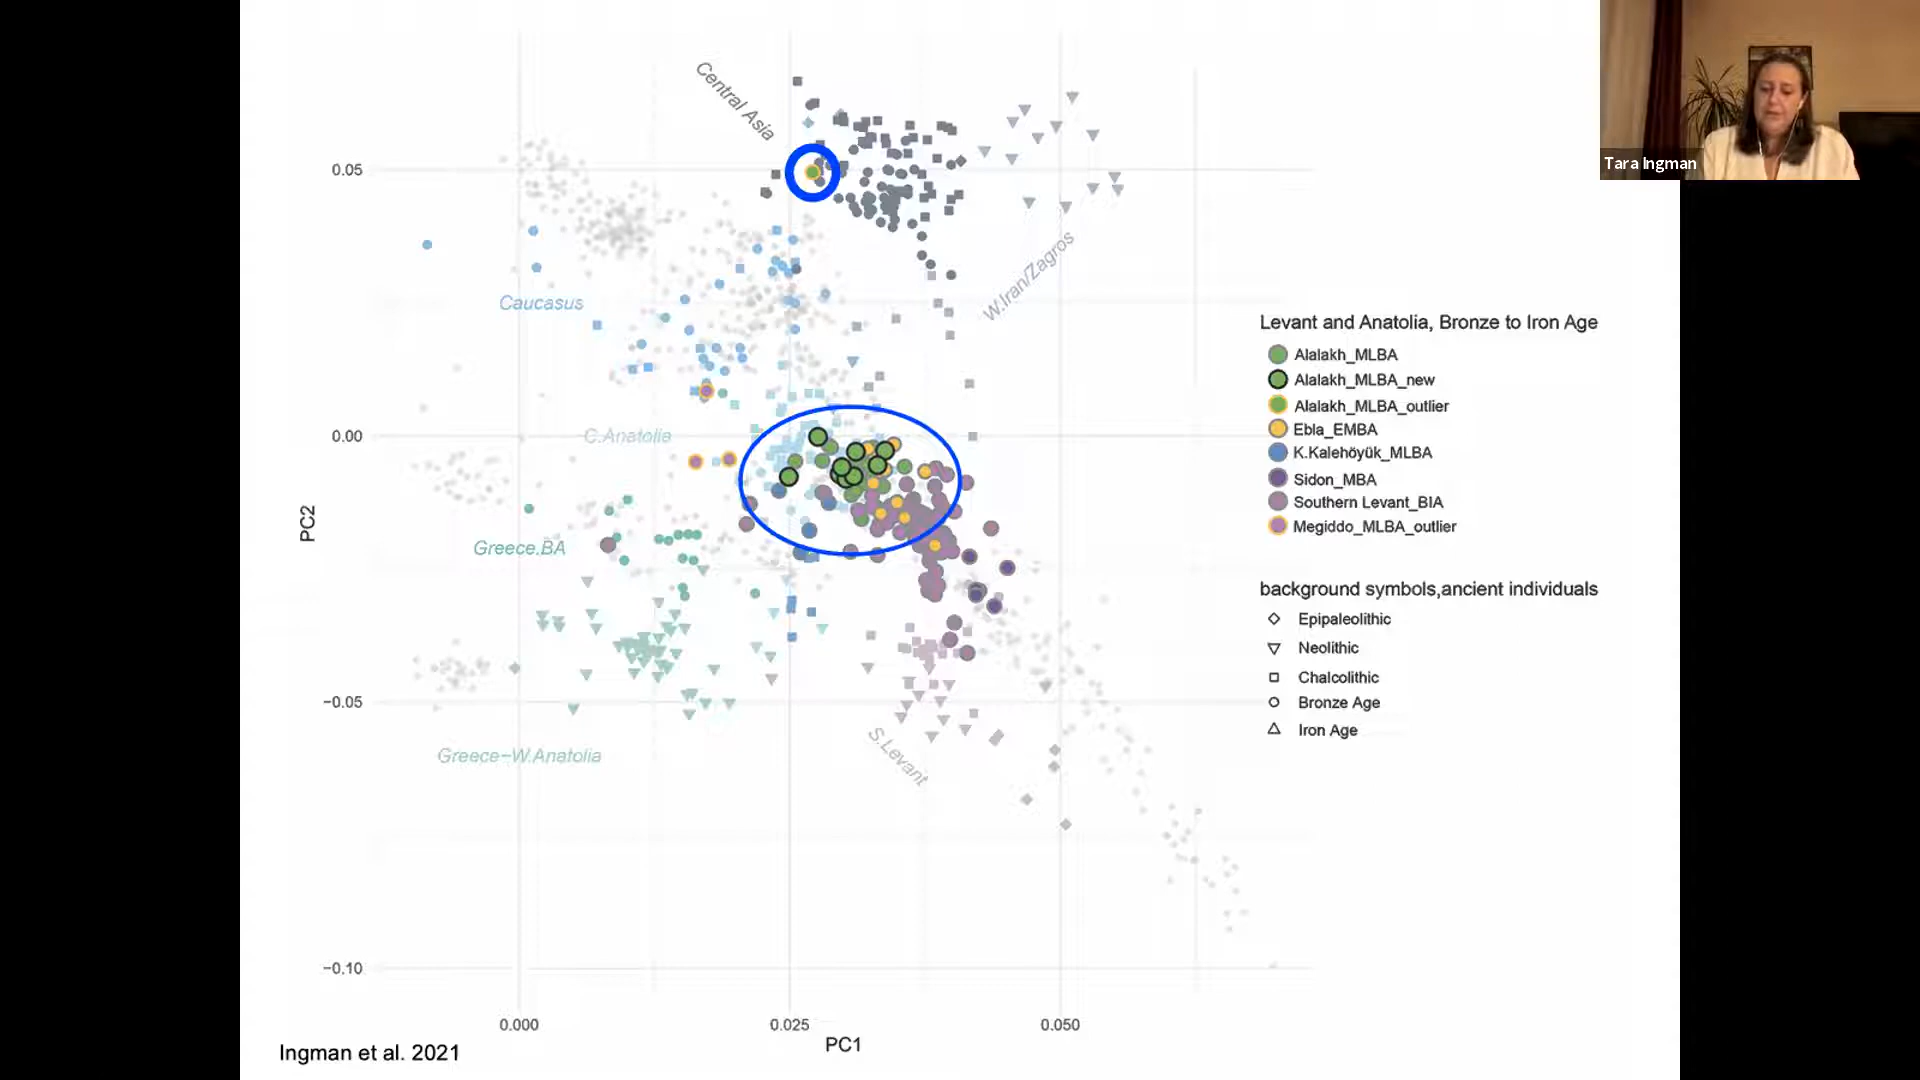 Central Asia
Tara Ingman
0.05
W.Iran/Zagros
Caucasus
Levant and Anatolia, Bronze to Iron Age
Alalakh_MLBA
Alalakh_MLBA_new
Alalakh_MLBA_outlier
Ebla_EMBA
K.Kalehöyük_MLBA
Sidon_MBA
Southern Levant_BIA
Megiddo_MLBA_outlier
0.00
C.Anatolia
PC2
Greece.BA
background symbols,ancient individuals
Epipaleolithic
Neolithic
Chalcolithic
Bronze Age
Iron Age
−0.05
Greece−W.Anatolia
S.Levant
−0.10
0.000
0.025
0.050
PC1
Ingman et al. 2021